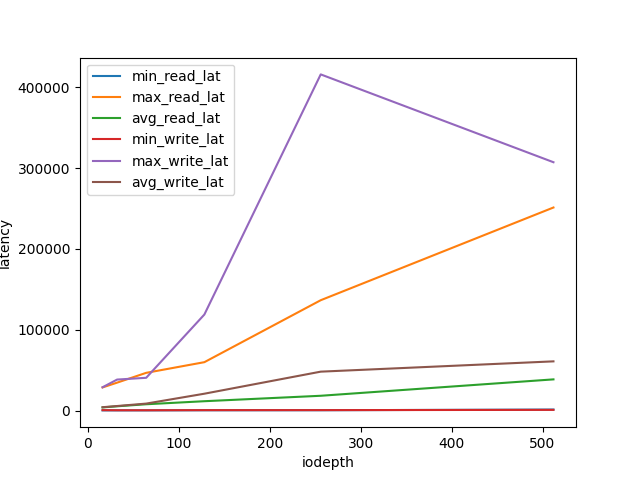 min_read_lat
max_read_lat
avg_read_lat
min_write_lat
max_write_lat
avg_write_lat
400000
300000
200000
100000
0
latency
0 100 200 300 400 500
iodepth